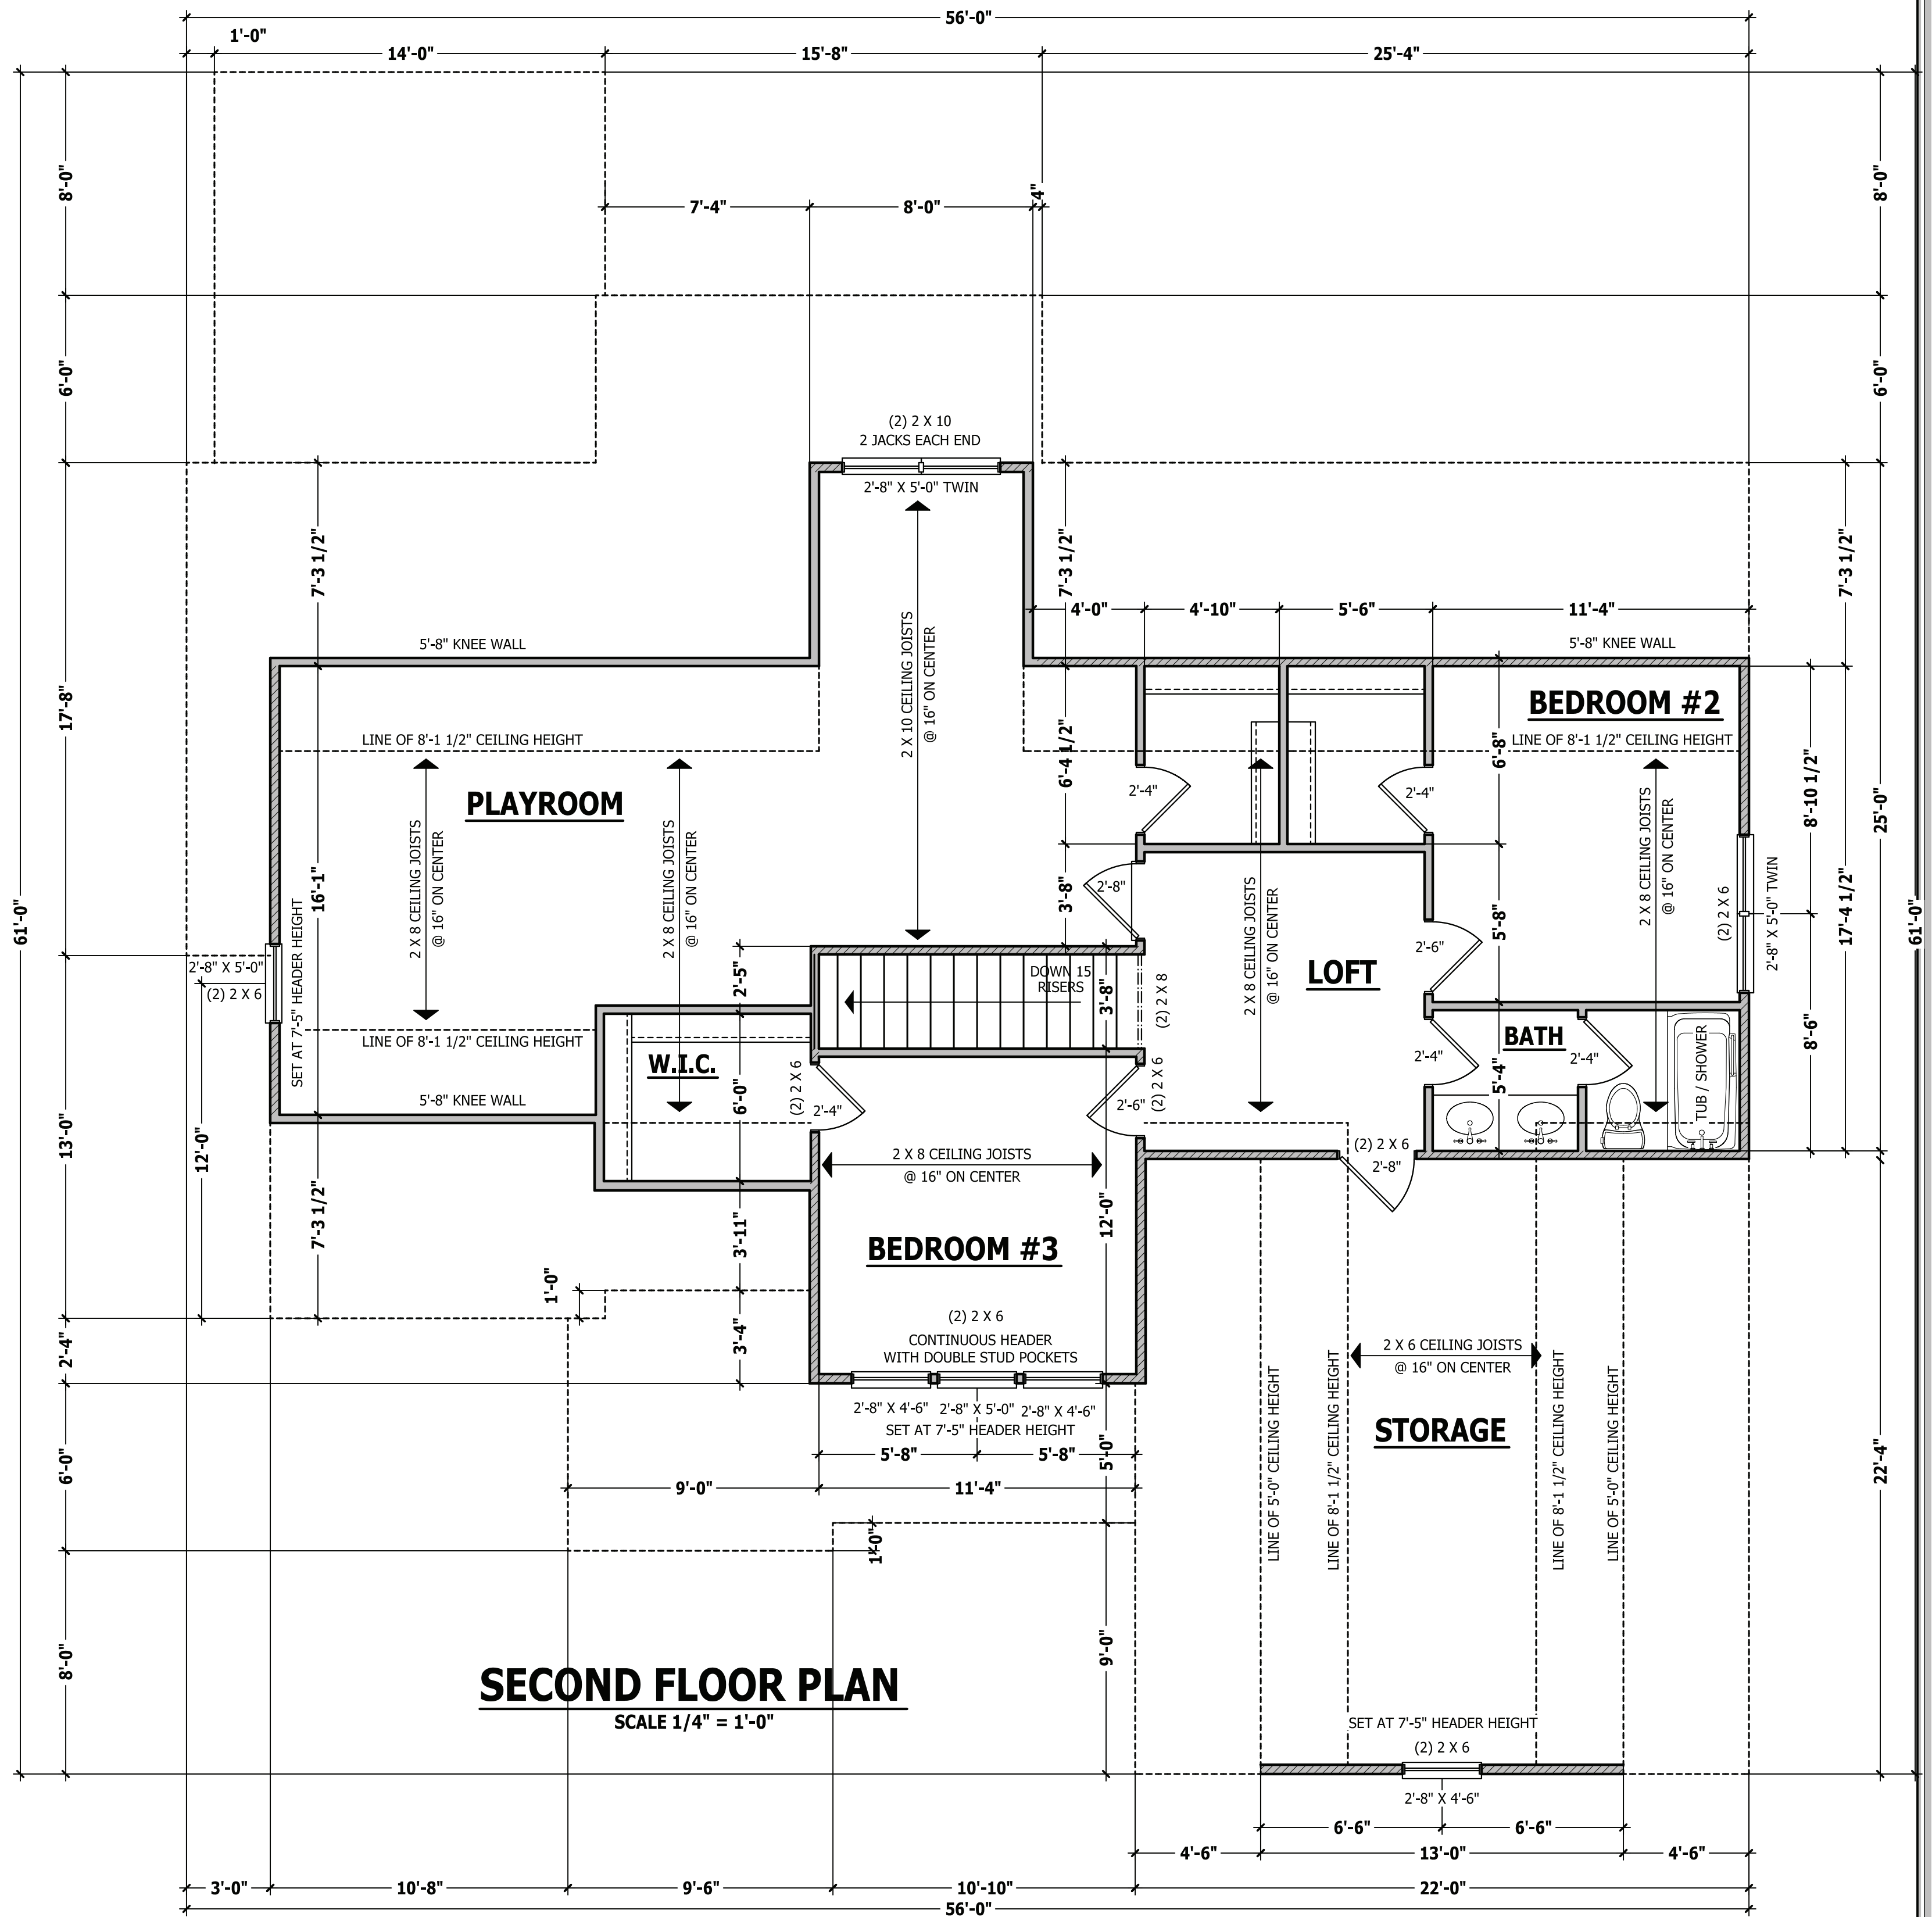 56'-0"
1'-0"
14'-0"
15'-8"
25'-4"
8'-0"
8'-0"
7'-4"
8'-0"
4"
6'-0"
6'-0"
(2) 2 X 10
2 JACKS EACH END
2'-8" X 5'-0" TWIN
7'-3 1/2"
7'-3 1/2"
7'-3 1/2"
4'-0"
4'-10"
5'-6"
11'-4"
5'-8" KNEE WALL
5'-8" KNEE WALL
2 X 10 CEILING JOISTS
@ 16" ON CENTER
17'-8"
BEDROOM #2
LINE OF 8'-1 1/2" CEILING HEIGHT
LINE OF 8'-1 1/2" CEILING HEIGHT
6'-4 1/2"
6'-8"
8'-10 1/2"
25'-0"
PLAYROOM
2'-4"
2'-4"
2 X 8 CEILING JOISTS
@ 16" ON CENTER
2 X 8 CEILING JOISTS
@ 16" ON CENTER
2 X 8 CEILING JOISTS
@ 16" ON CENTER
2 X 8 CEILING JOISTS
@ 16" ON CENTER
16'-1"
61'-0"
61'-0"
3'-8"
2'-8"
5'-8"
(2) 2 X 6
2'-8" X 5'-0" TWIN
17'-4 1/2"
SET AT 7'-5" HEADER HEIGHT
2'-8" X 5'-0"
(2) 2 X 6
2'-5"
DOWN 15
RISERS
3'-8"
(2) 2 X 8
LOFT
2'-6"
LINE OF 8'-1 1/2" CEILING HEIGHT
BATH
TUB / SHOWER
8'-6"
W.I.C.
2'-4"
2'-4"
5'-4"
5'-8" KNEE WALL
6'-0"
(2) 2 X 6
2'-4"
2'-6"
(2) 2 X 6
13'-0"
12'-0"
2 X 8 CEILING JOISTS
@ 16" ON CENTER
(2) 2 X 6
2'-8"
7'-3 1/2"
3'-11"
12'-0"
BEDROOM #3
1'-0"
(2) 2 X 6
CONTINUOUS HEADER
WITH DOUBLE STUD POCKETS
2'-4"
3'-4"
2 X 6 CEILING JOISTS
@ 16" ON CENTER
2'-8" X 4'-6"
2'-8" X 5'-0"
2'-8" X 4'-6"
SET AT 7'-5" HEADER HEIGHT
STORAGE
LINE OF 5'-0" CEILING HEIGHT
LINE OF 8'-1 1/2" CEILING HEIGHT
LINE OF 8'-1 1/2" CEILING HEIGHT
LINE OF 5'-0" CEILING HEIGHT
5'-8"
5'-8"
5'-0"
6'-0"
22'-4"
9'-0"
11'-4"
1'-0"
8'-0"
9'-0"
SECOND FLOOR PLAN
SCALE 1/4" = 1'-0"
SET AT 7'-5" HEADER HEIGHT
(2) 2 X 6
2'-8" X 4'-6"
6'-6"
6'-6"
4'-6"
13'-0"
4'-6"
3'-0"
10'-8"
9'-6"
10'-10"
22'-0"
56'-0"